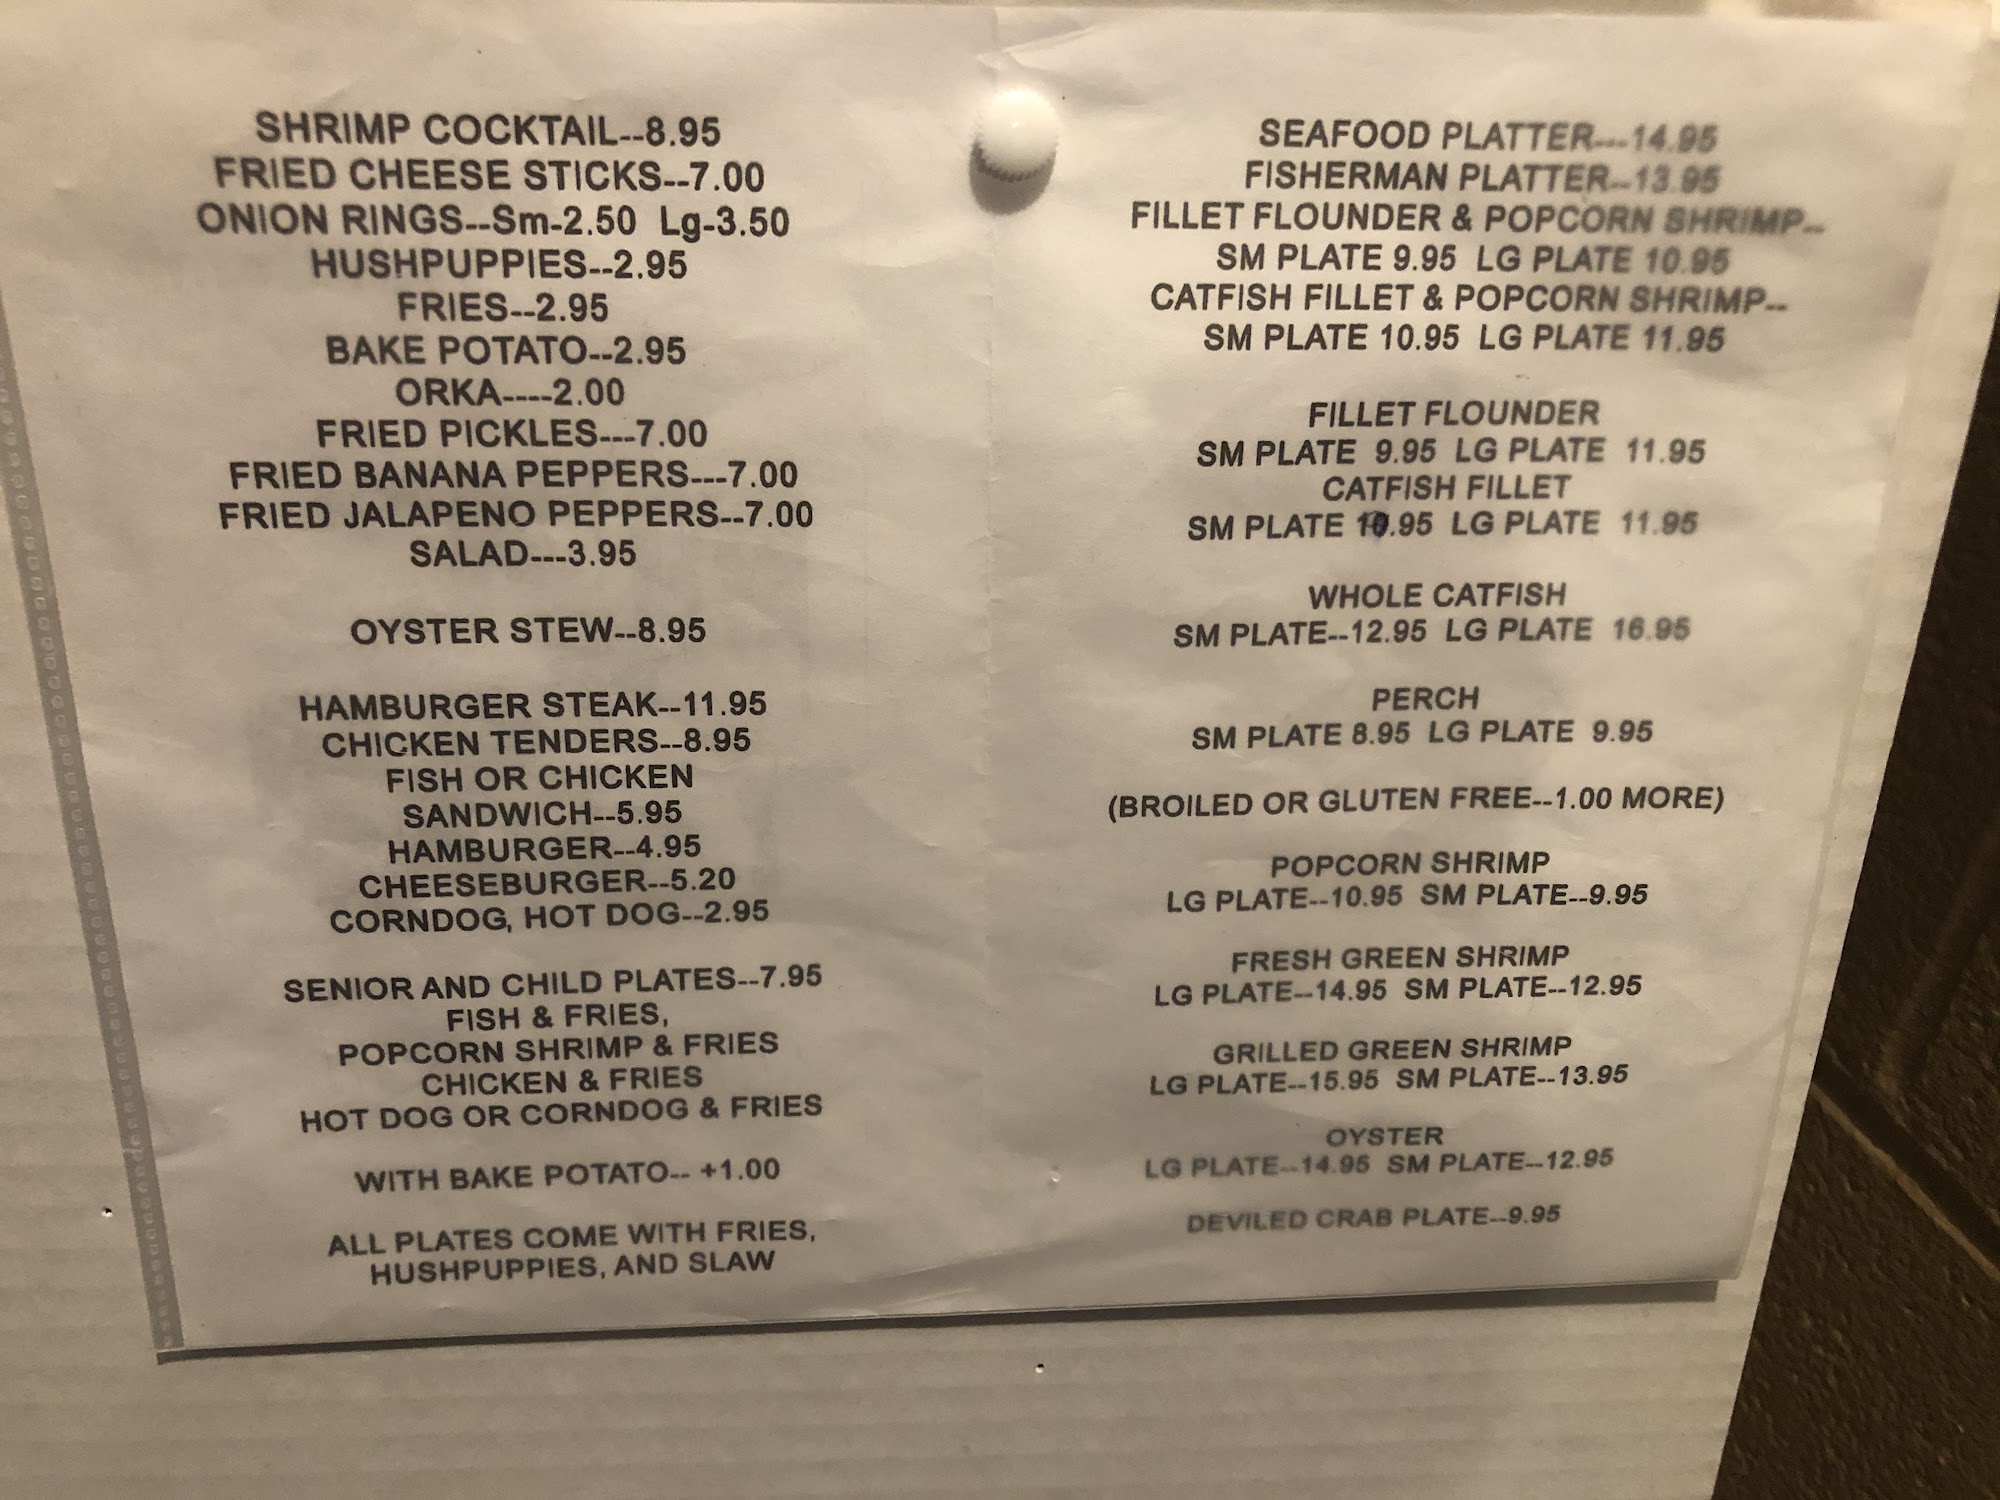 SHRIMP COCKTAIL--8.95
FRIED CHEESE STICKS--7.00
ONION RINGS--Sm-2.50 Lg-3.50
HUSHPUPPIES--2.95
FRIES--2.95
BAKE POTATO--2.95
ORKA----2.00
FRIED PICKLES---7.00
FRIED BANANA PEPPERS---7.00
FRIED JALAPENO PEPPERS--7.00
SALAD---3.95
OYSTER STEW--8.95
HAMBURGER STEAK--11.95
CHICKEN TENDERS--8.95
FISH OR CHICKEN
SANDWICH--5.95
HAMBURGER--4.95
CHEESEBURGER--5.20
CORNDOG, HOT DOG--2.95
SENIOR AND CHILD PLATES--7.95
FISH & FRIES,
POPCORN SHRIMP & FRIES
CHICKEN & FRIES
HOT DOG OR CORNDOG & FRIES
WITH BAKE POTATO-- +1.00
ALL PLATES COME WITH FRIES,
HUSHPUPPIES, AND SLAW
SEAFOOD PLATTER---14.95
FISHERMAN PLATTER--13.95
FILLET FLOUNDER & POPCORN SHRIMP--
SM PLATE 9.95 LG PLATE 10.95
CATFISH FILLET & POPCORN SHRIMP--
SM PLATE 10.95 LG PLATE 11.95
FILLET FLOUNDER
SM PLATE 9.95 LG PLATE 11.95
CATFISH FILLET
SM PLATE 10.95 LG PLATE 11.95
WHOLE CATFISH
SM PLATE--12.95 LG PLATE 16.95
PERCH
SM PLATE 8.95 LG PLATE 9.95
(BROILED OR GLUTEN FREE--1.00 MORE)
POPCORN SHRIMP
LG PLATE--10.95 SM PLATE--9.95
FRESH GREEN SHRIMP
LG PLATE--14.95 SM PLATE--12.95
GRILLED GREEN SHRIMP
LG PLATE--15.95 SM PLATE--13.95
OYSTER
LG PLATE--14.95 SM PLATE--12.95
DEVILED CRAB PLATE--9.95